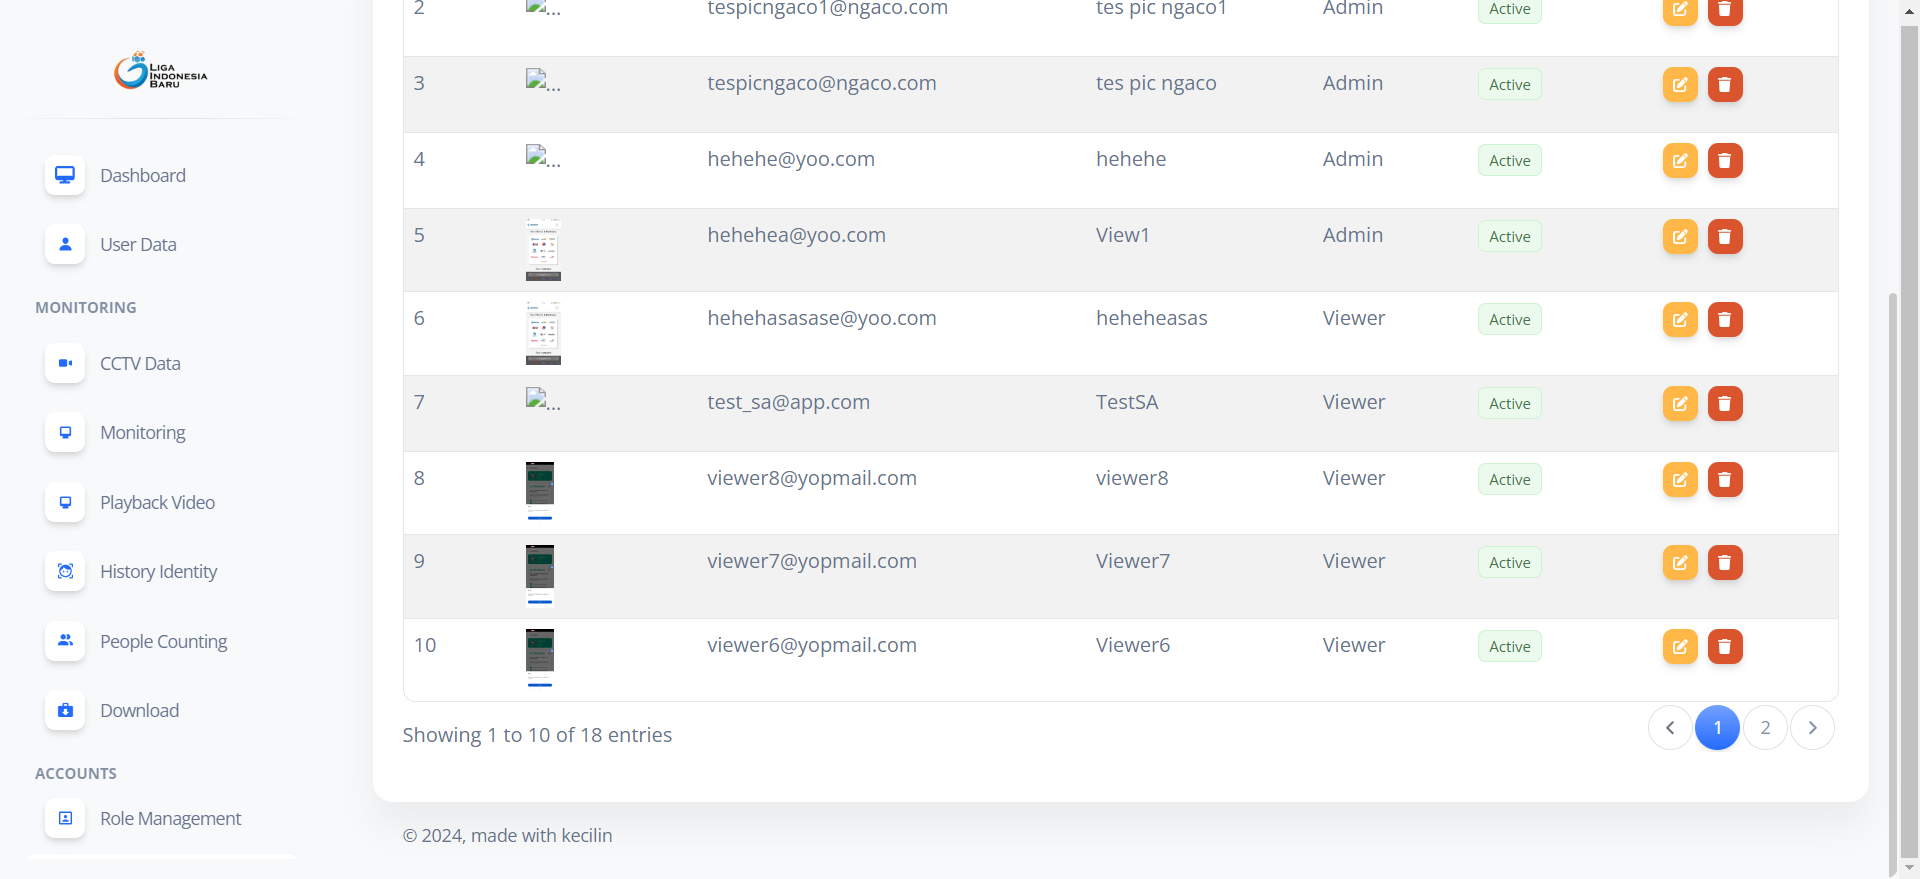 LIGA
INDONESIA
BARU
Dashboard
User Data
MONITORING
CCTV Data
Monitoring
Playback Video
History Identity
People Counting
Download
ACCOUNTS
Role Management
2 ... tespicngaco1@ngaco.com tes pic ngaco1 Admin Active
3 ... tespicngaco@ngaco.com tes pic ngaco Admin Active
4 ... hehehe@yoo.com hehehe Admin Active
5 hehehea@yoo.com View1 Admin Active
6 hehehasasase@yoo.com heheheasas Viewer Active
7 ... test_sa@app.com TestSA Viewer Active
8 viewer8@yopmail.com viewer8 Viewer Active
9 viewer7@yopmail.com Viewer7 Viewer Active
10 viewer6@yopmail.com Viewer6 Viewer Active
Showing 1 to 10 of 18 entries
1 2
© 2024, made with kecilin